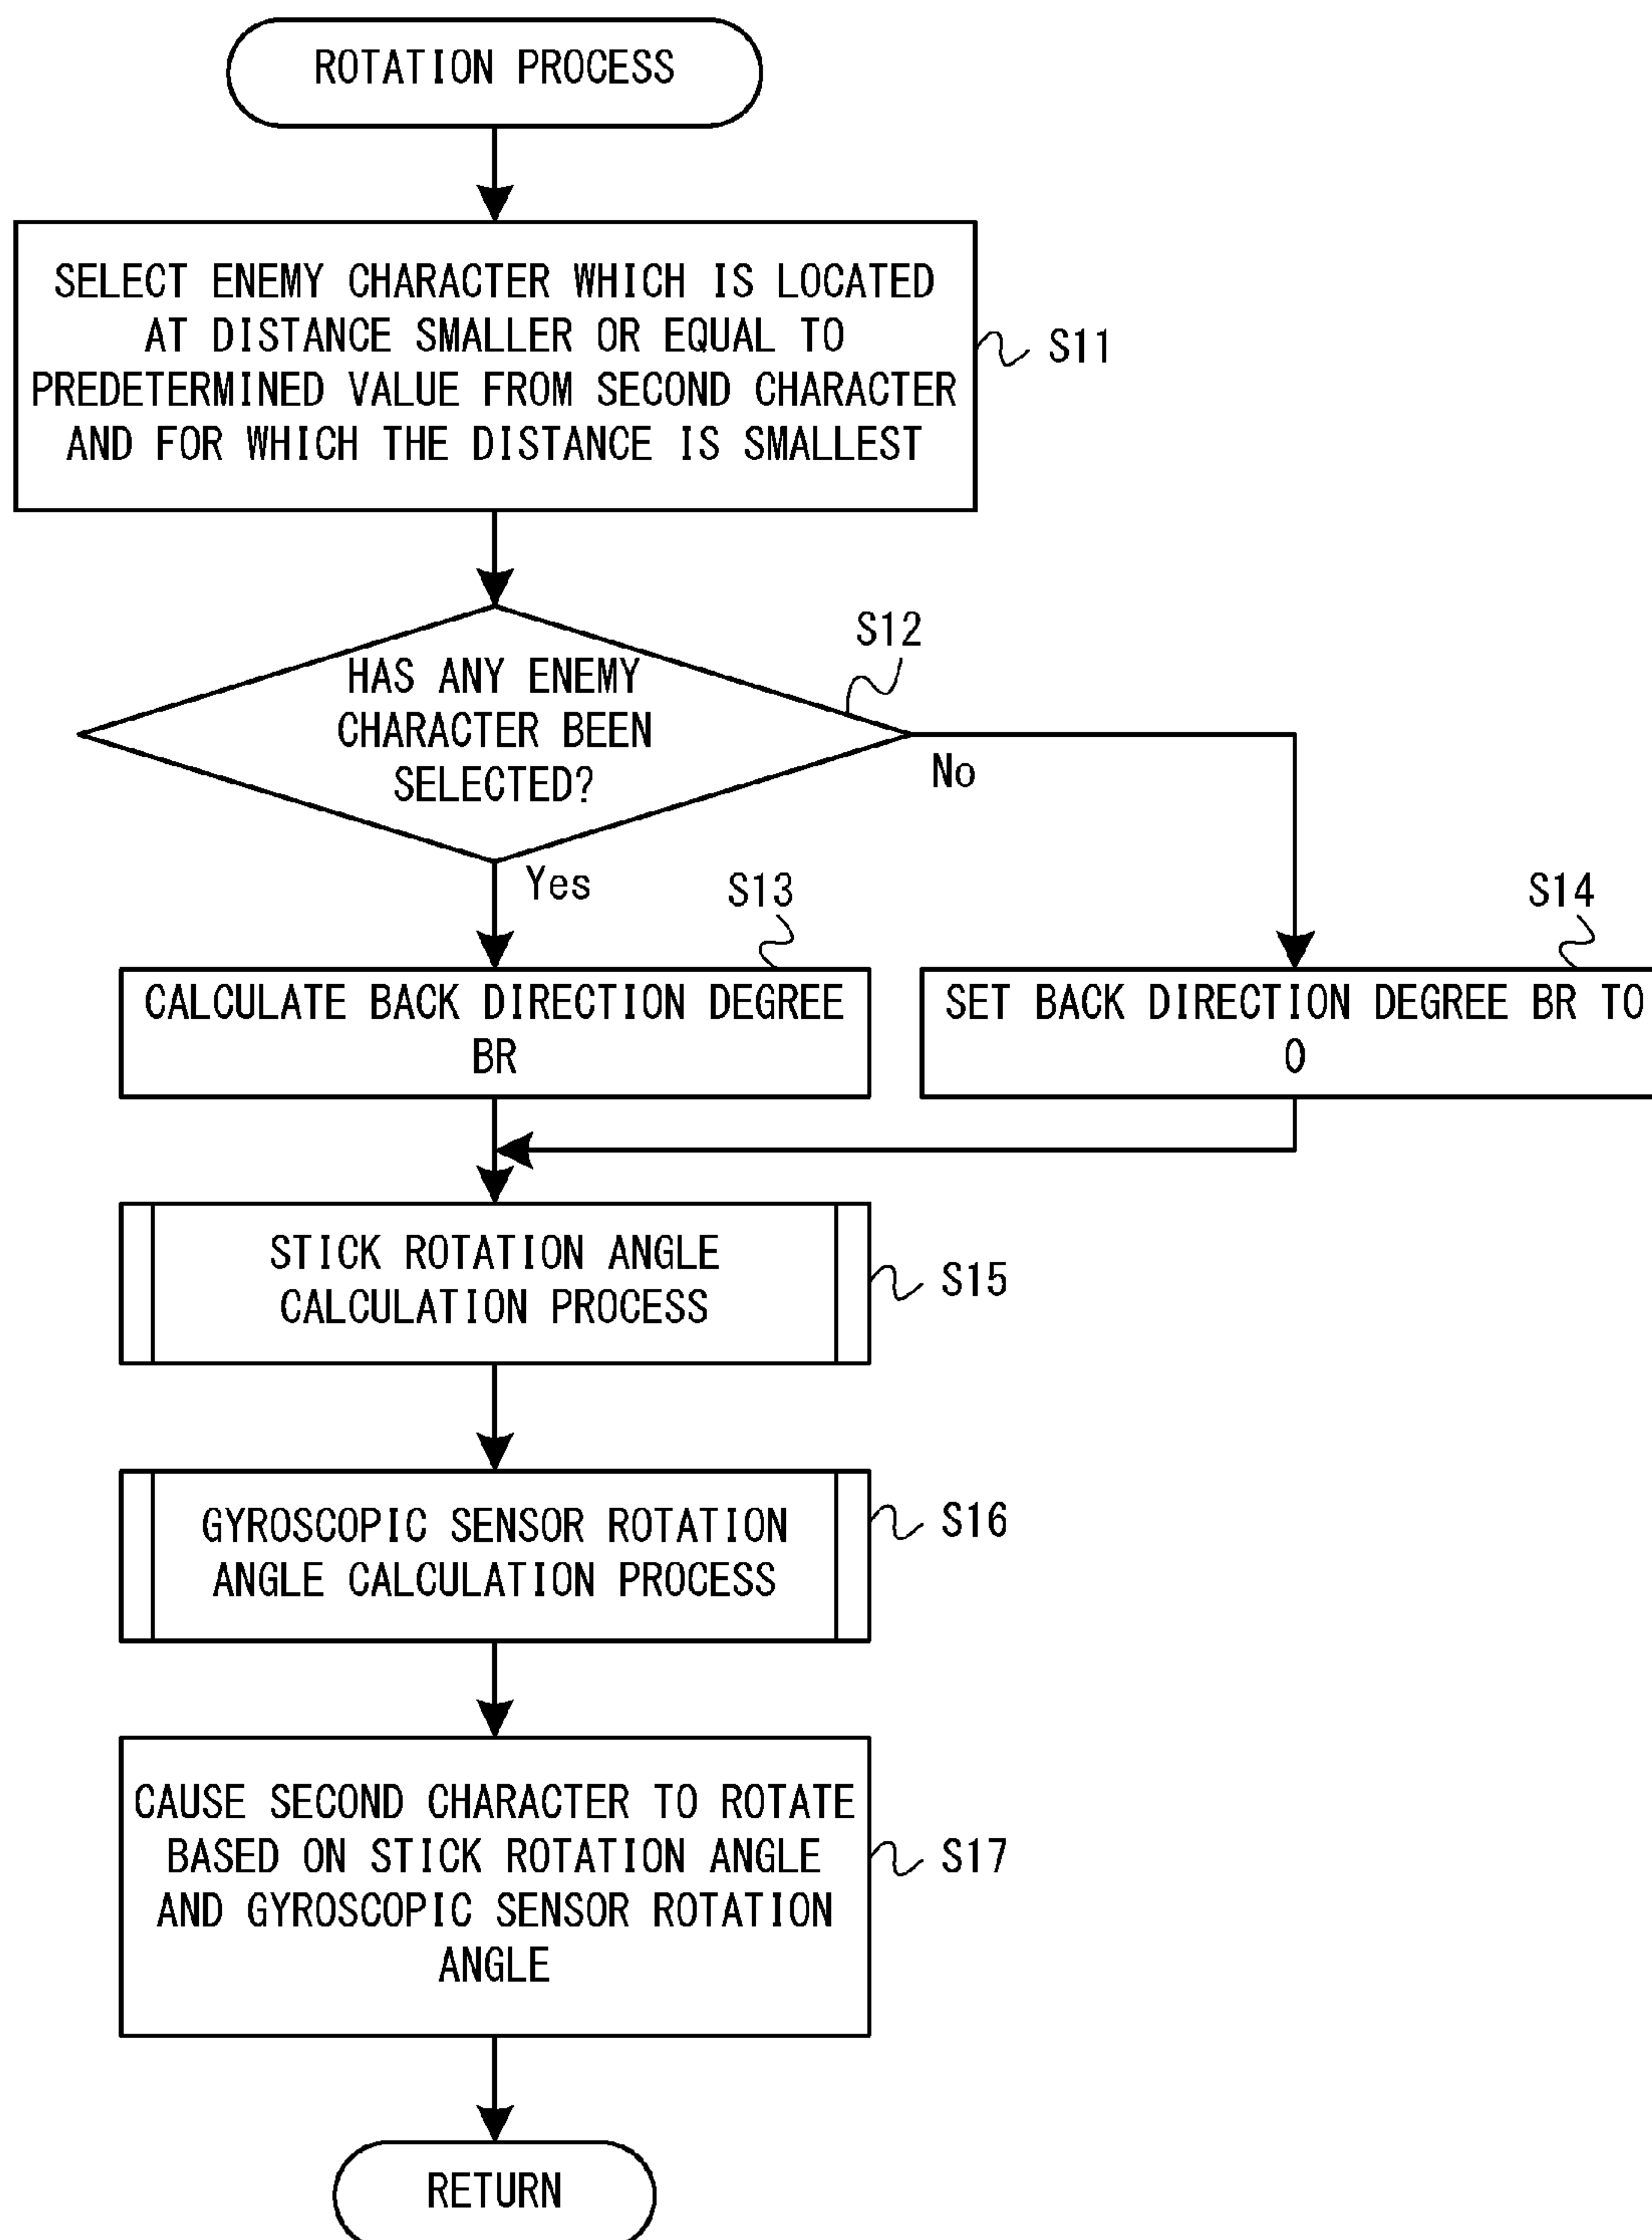 ROTATION PROCESS
SELECT ENEMY CHARACTER WHICH IS LOCATED
AT DISTANCE SMALLER OR EQUAL TO
PREDETERMINED VALUE FROM SECOND CHARACTER
AND FOR WHICH THE DISTANCE IS SMALLEST
S11
S12
HAS ANY ENEMY
CHARACTER BEEN
SELECTED?
No
Yes
S13
S14
CALCULATE BACK DIRECTION DEGREE
BR
SET BACK DIRECTION DEGREE BR TO
0
STICK ROTATION ANGLE
CALCULATION PROCESS
S15
GYROSCOPIC SENSOR ROTATION
ANGLE CALCULATION PROCESS
S16
CAUSE SECOND CHARACTER TO ROTATE
BASED ON STICK ROTATION ANGLE
AND GYROSCOPIC SENSOR ROTATION
ANGLE
S17
RETURN